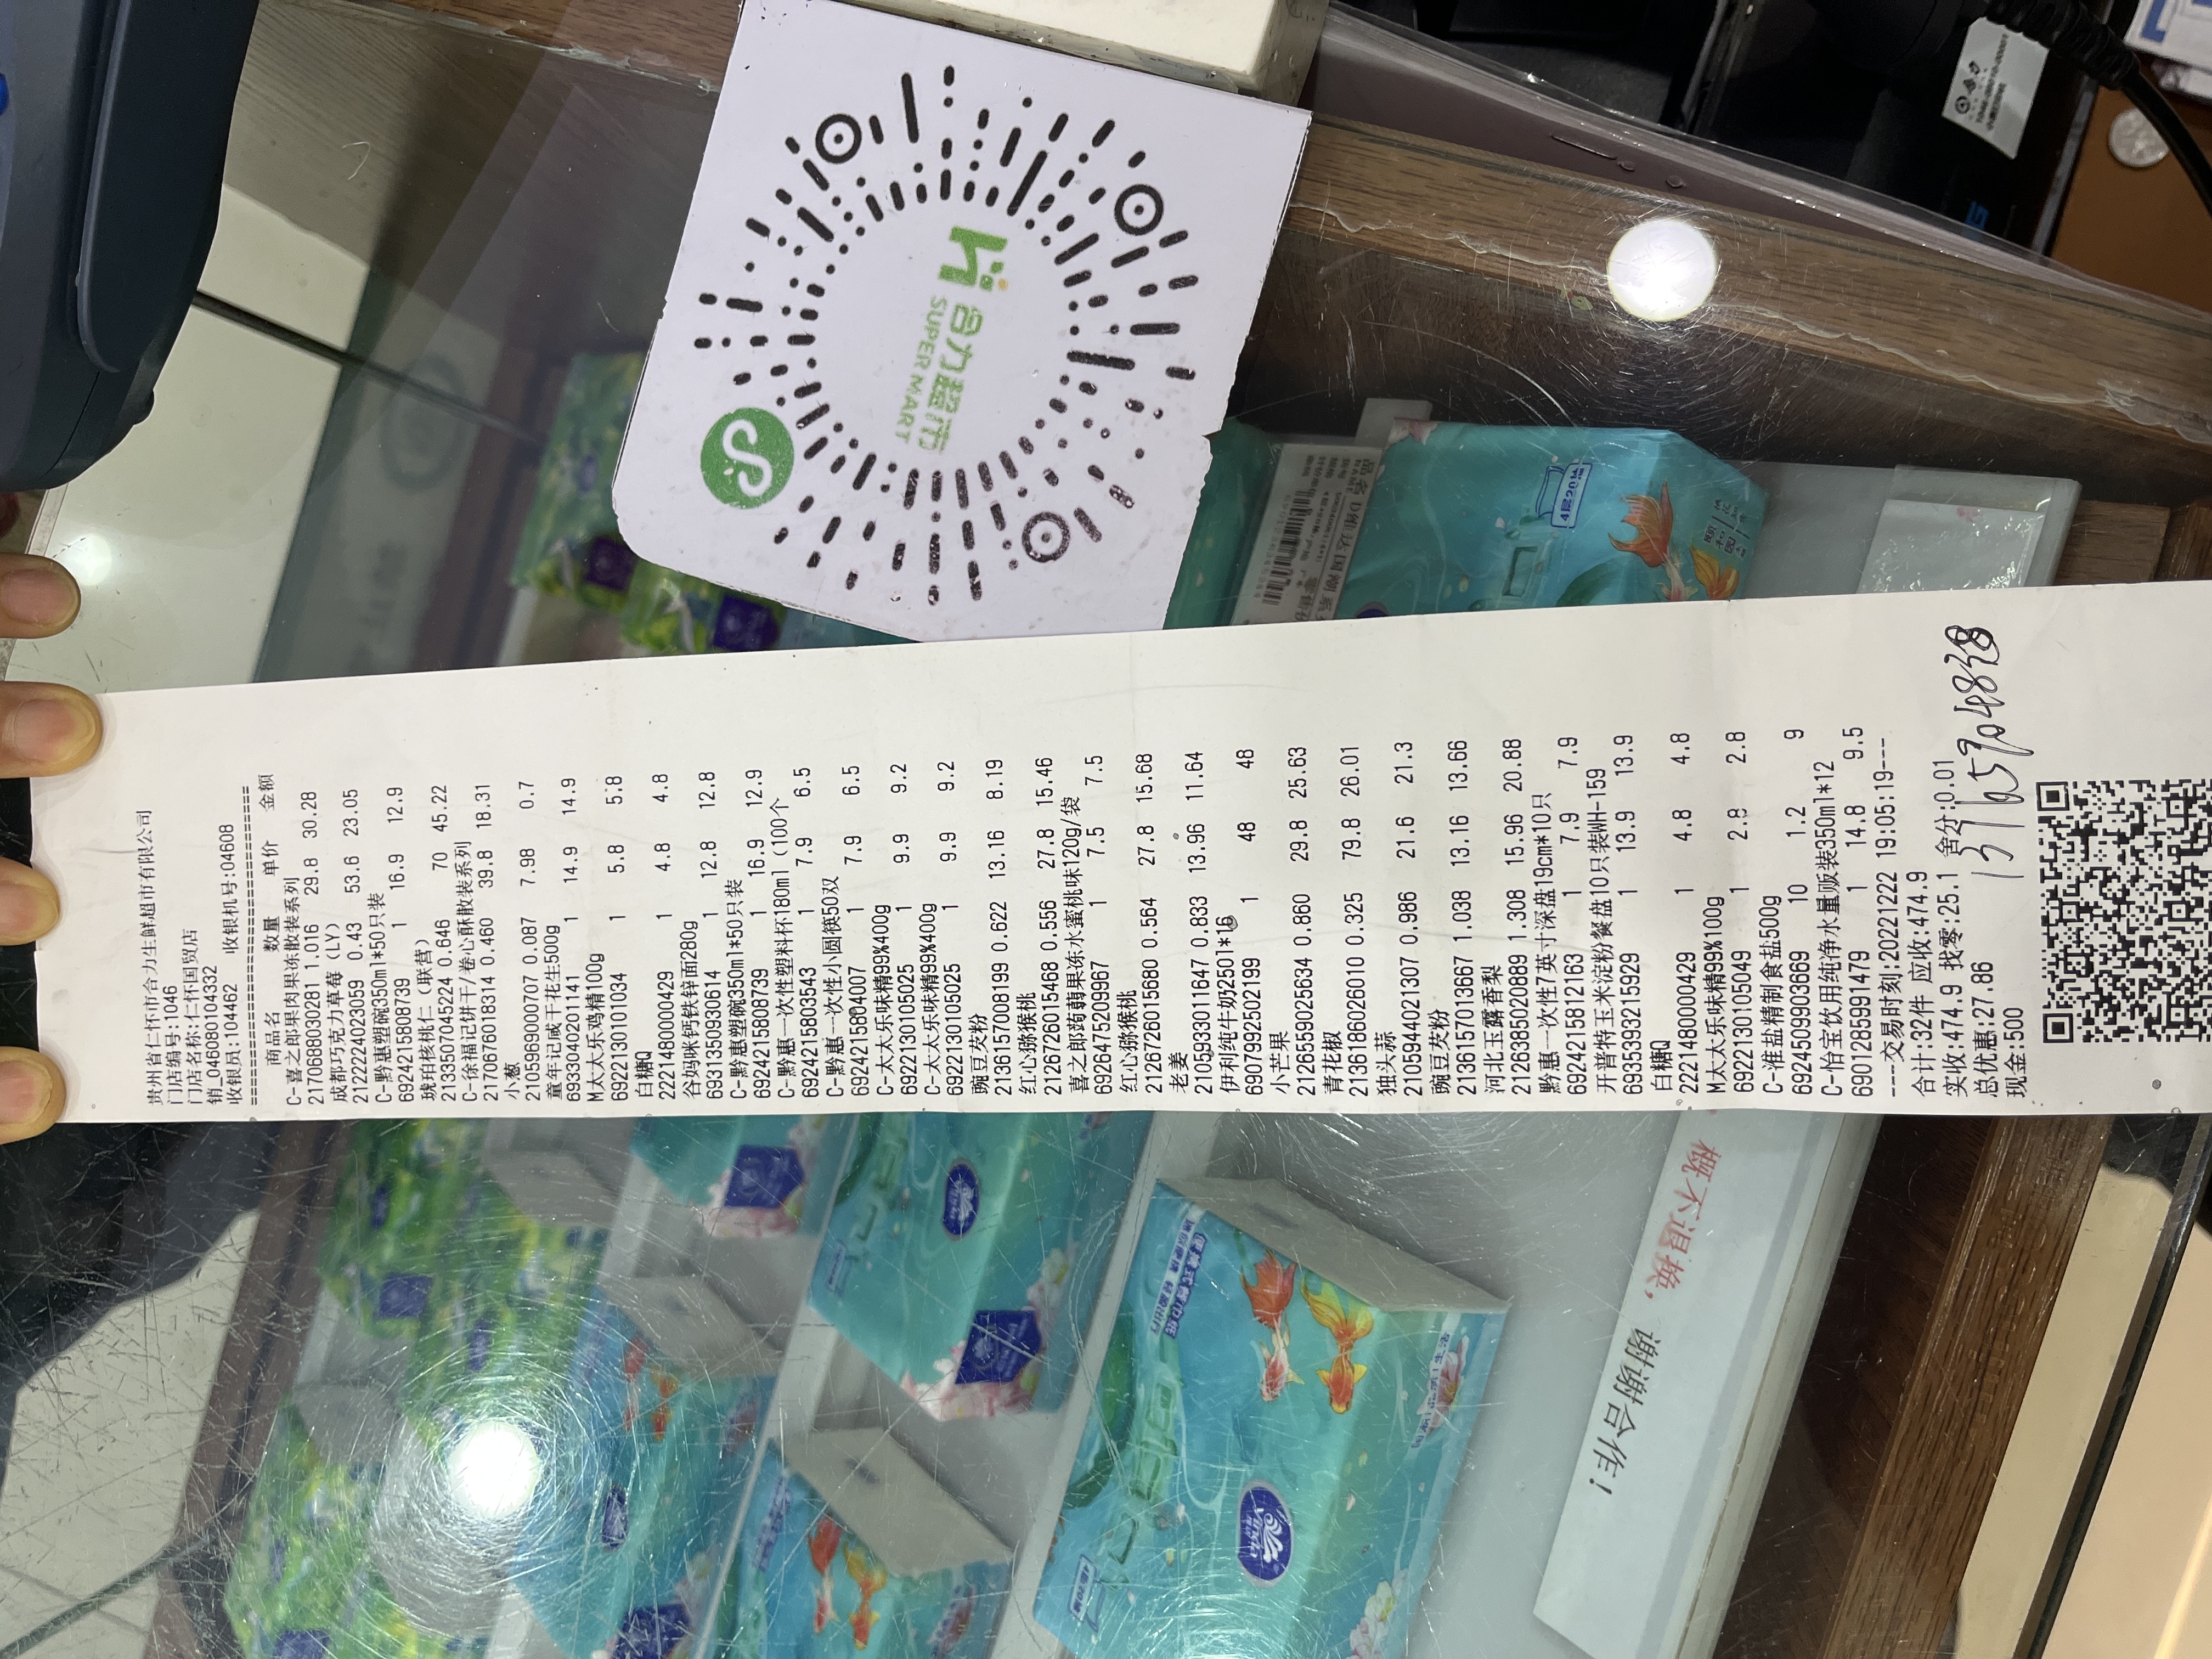 贵州省仁怀市合力生鲜超市有限公司
门店编号:1046
门店名称:仁怀国贸店
销_046080104332
收银员:104462 收银机号:04608
==============================
商品名 数量 单价 金额
C-喜之郎果肉果冻散装系列
2170688030281 1.016 29.8 30.28
成都巧克力草莓 (LY)
2122224023059 0.43 53.6 23.05
C-黔惠塑碗350ml*50只装
6924215808739 1 16.9 12.9
琥珀核桃仁 (联营)
2133507045224 0.646 70 45.22
C-徐福记饼干/卷心酥散装系列
2170676018314 0.460 39.8 18.31
小葱
2105969000707 0.087 7.98 0.7
童年记咸干花生500g
6933040201141 1 14.9 14.9
M太太乐鸡精100g
6922130101034 1 5.8 5.8
白糖Q
2221480000429 1 4.8 4.8
谷妈咪钙铁锌面280g
6931350930614 1 12.8 12.8
C-黔惠塑碗350ml*50只装
6924215808739 1 16.9 12.9
C-黔惠一次性塑料杯180ml (100个
6924215803543 1 7.9 6.5
C-黔惠一次性小圆筷50双
6924215804007 1 7.9 6.5
C-太太乐味精99%400g
6922130105025 1 9.9 9.2
C-太太乐味精99%400g
6922130105025 1 9.9 9.2
豌豆芡粉
2136157008199 0.622 13.16 8.19
红心猕猴桃
2126726015468 0.556 27.8 15.46
喜之郎蒟蒻果冻水蜜桃味120g/袋
6926475209967 1 7.5 7.5
红心猕猴桃
2126726015680 0.564 27.8 15.68
老姜
2105933011647 0.833 13.96 11.64
伊利纯牛奶250l*16
6907992502199 1 48 48
小芒果
2126559025634 0.860 29.8 25.63
青花椒
2136186026010 0.325 79.8 26.01
独头蒜
2105944021307 0.986 21.6 21.3
豌豆芡粉
2136157013667 1.038 13.16 13.66
河北玉露香梨
2126385020889 1.308 15.96 20.88
黔惠一次性7英寸深盘19cm*10只
6924215812163 1 7.9 7.9
开普特玉米淀粉餐盘10只装WH-159
6935393215929 1 13.9 13.9
白糖Q
2221480000429 1 4.8 4.8
M太太乐味精99%100g
6922130105049 1 2.8 2.8
C-淮盐精制食盐500g
6924509903669 10 1.2 9
C-怡宝饮用纯净水量贩装350ml*12
6901285991479 1 14.8 9.5
----交易时刻:20221222 19:05:19---
合计:32件 应收:474.9
实收:474.9 找零:25.1 舍分:0.01
总优惠:27.86
现金:500
合力超市
SUPER MART
4层20抽
Vinda
概不退换,谢谢合作!